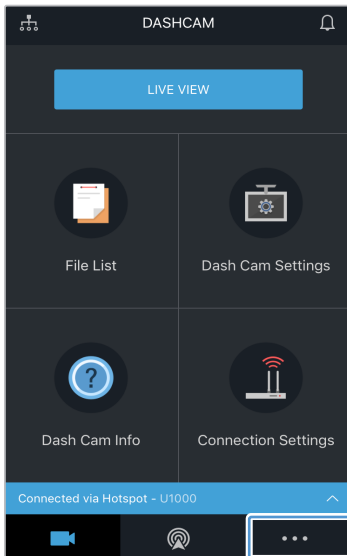 DASHCAM
LIVE VIEW
File List
Dash Cam Settings
Dash Cam Info
Connection Settings
Connected via Hotspot - U1000